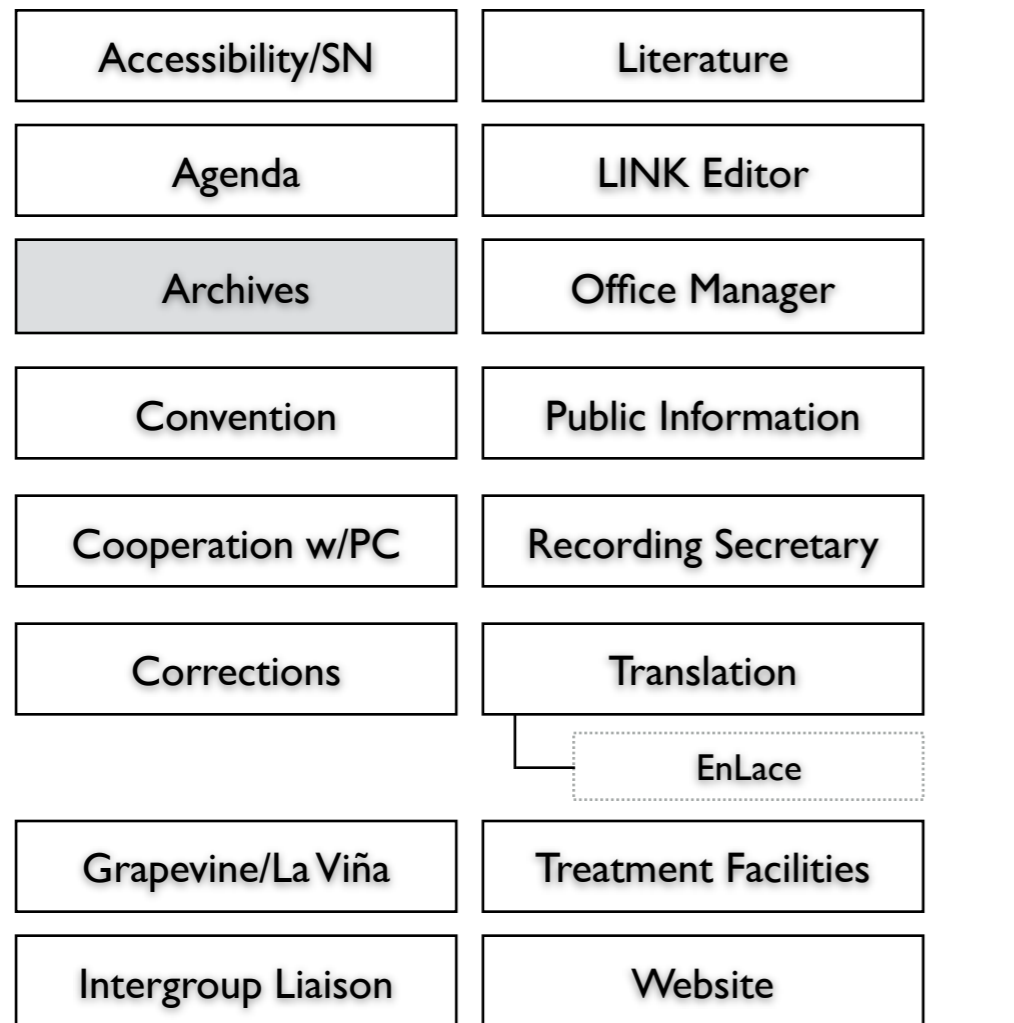 Accessibility/SN
Literature
Agenda
LINK Editor
Archives
Office Manager
Convention
Public Information
Cooperation w/PC
Recording Secretary
Corrections
Translation
EnLace
Grapevine/La Viña
Treatment Facilities
Intergroup Liaison
Website